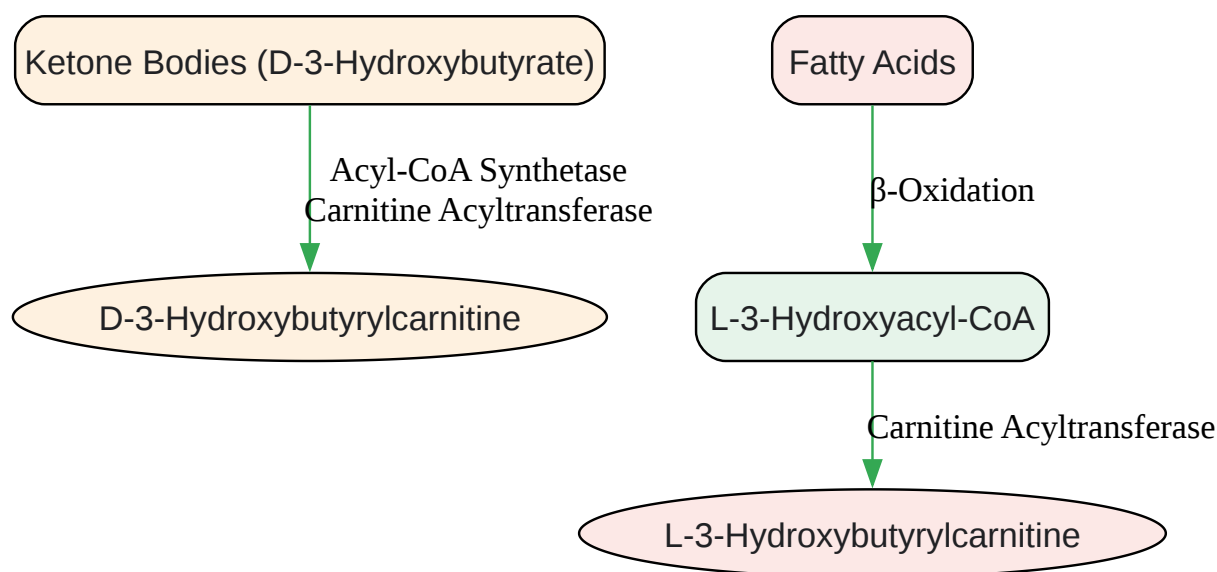 Ketone Bodies (D-3-Hydroxybutyrate)
Fatty Acids
Acyl-CoA Synthetase
Carnitine Acyltransferase
β-Oxidation
D-3-Hydroxybutyrylcarnitine
L-3-Hydroxyacyl-CoA
Carnitine Acyltransferase
L-3-Hydroxybutyrylcarnitine